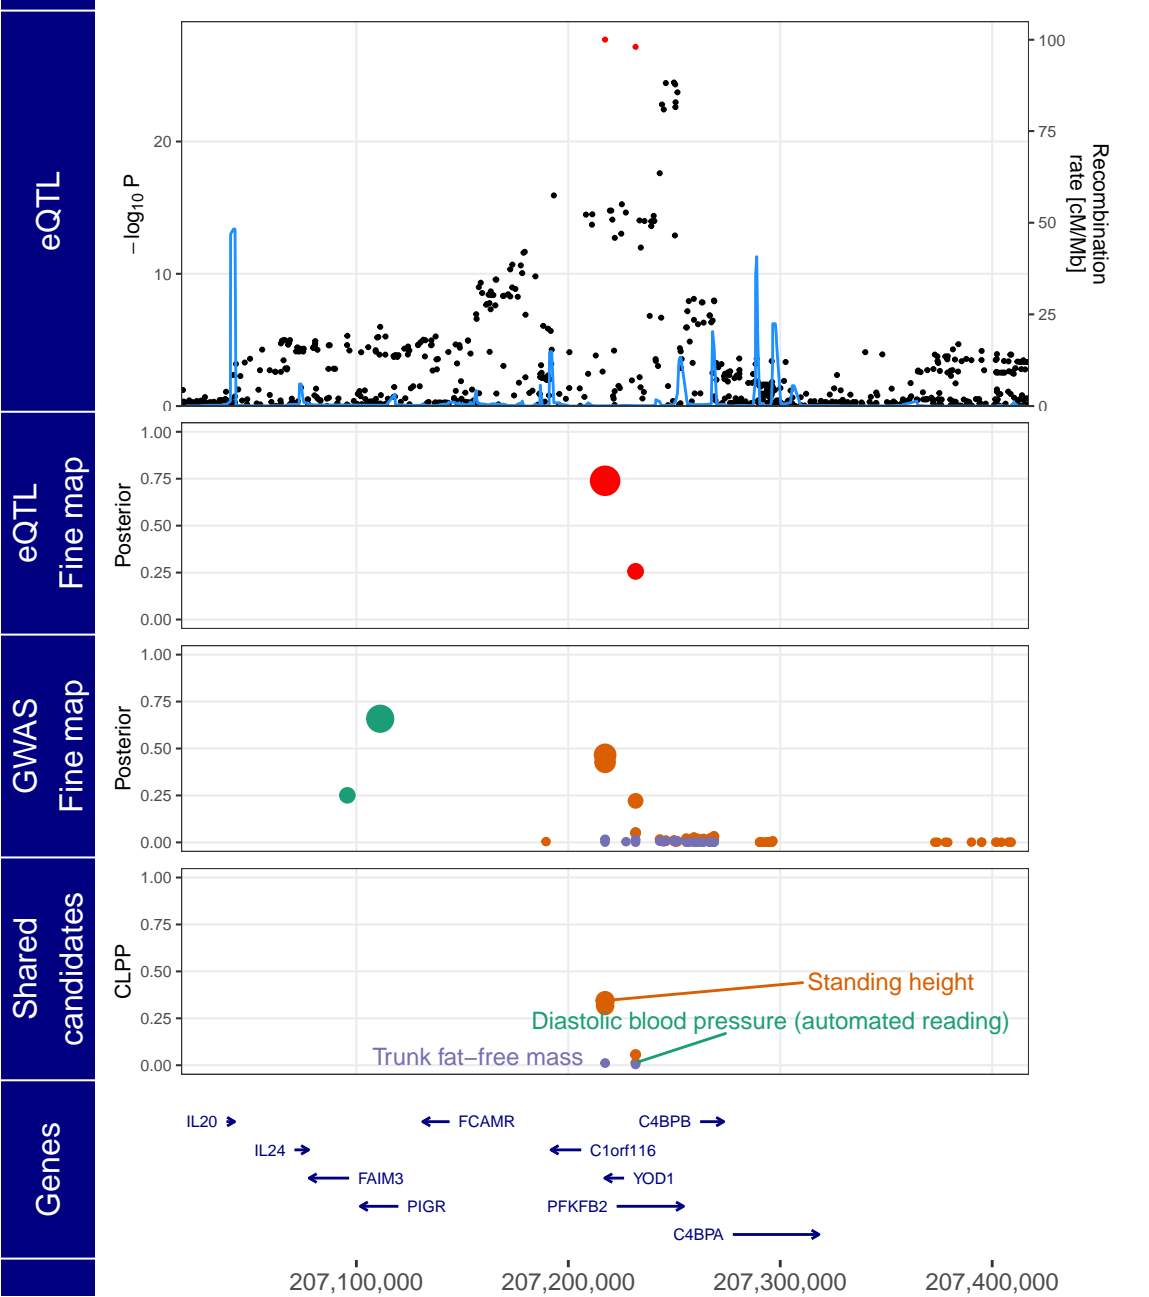 eQTL
−log10 P
20
10
0
100
75
50
25
0
Recombination
rate [cM/Mb]
eQTL
Fine map
Posterior
1.00
0.75
0.50
0.25
0.00
GWAS
Fine map
Posterior
1.00
0.75
0.50
0.25
0.00
Shared
candidates
CLPP
1.00
0.75
0.50
0.25
0.00
Standing height
Diastolic blood pressure (automated reading)
Trunk fat−free mass
Genes
IL20
FCAMR
C4BPB
IL24
C1orf116
FAIM3
YOD1
PIGR
PFKFB2
C4BPA
207,100,000
207,200,000
207,300,000
207,400,000